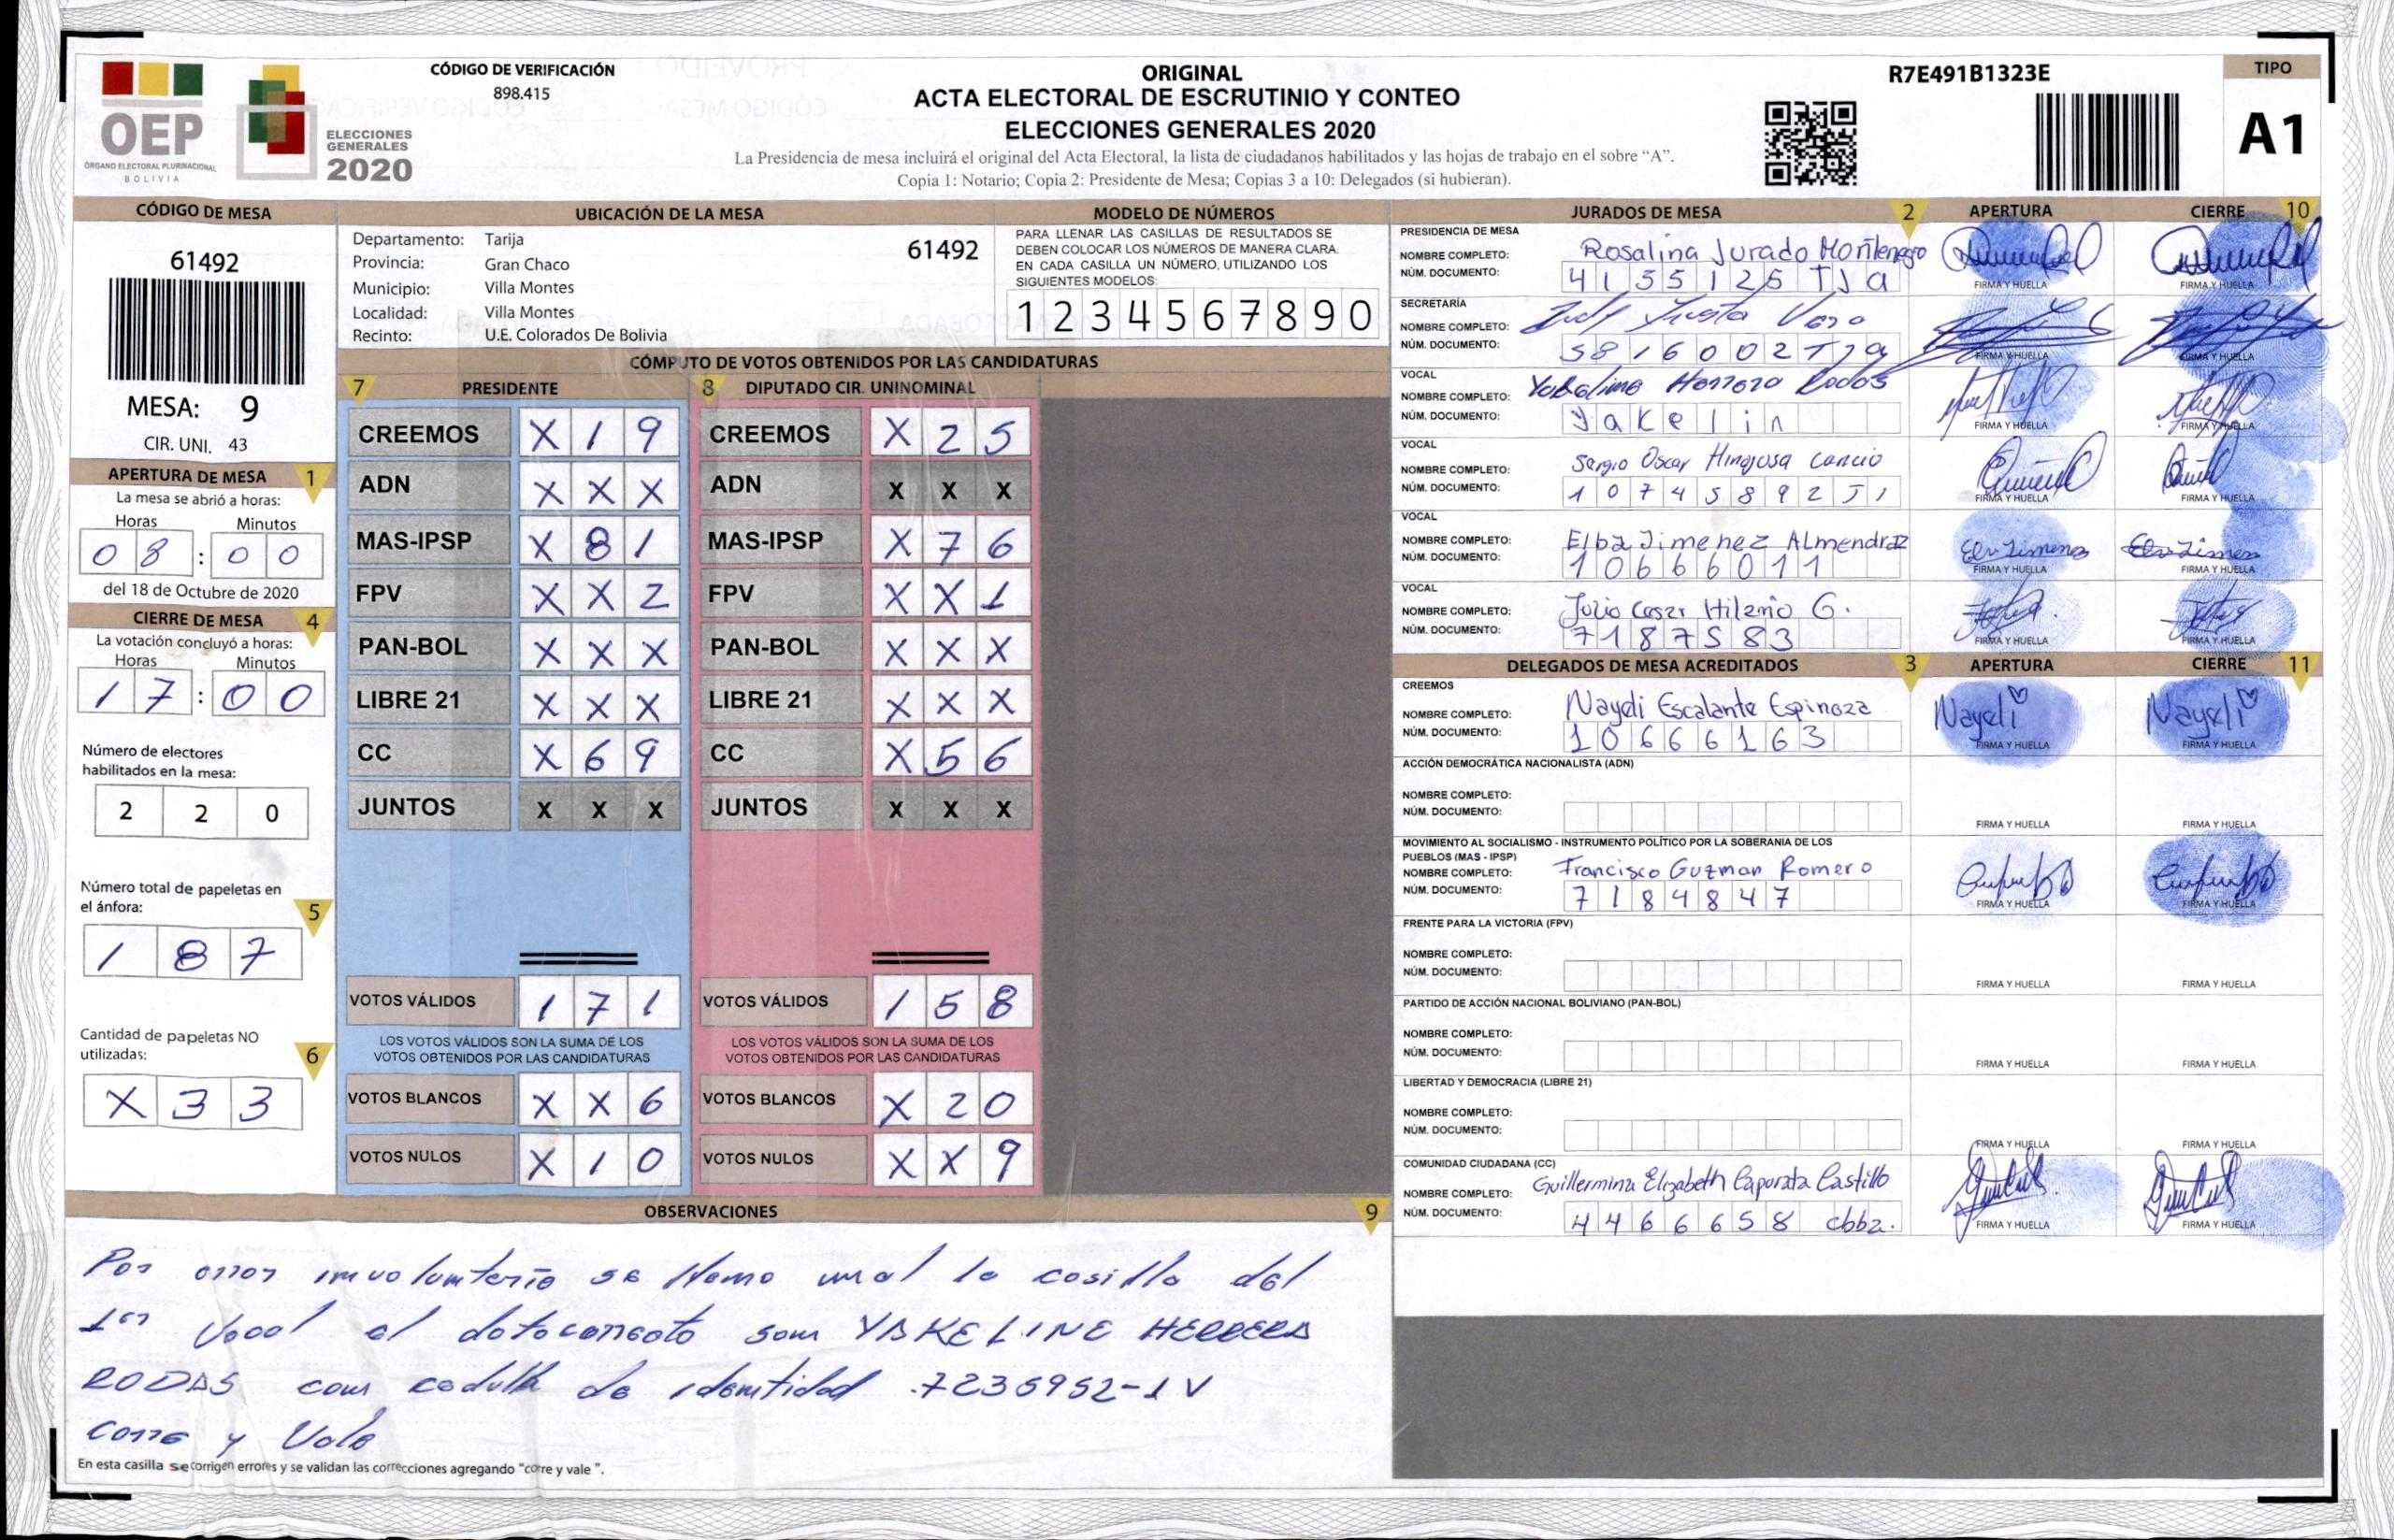 CÓDIGO DE VERIFICACIÓN
898.415
ORIGINAL
ACTA ELECTORAL DE ESCRUTINIO Y CONTEO
ELECCIONES GENERALES 2020
La Presidencia de mesa incluirá el original del Acta Electoral, la lista de ciudadanos habilitados y las hojas de trabajo en el sobre “A”.
Copia 1: Notario; Copia 2: Presidente de Mesa; Copias 3 a 10: Delegados (si hubieran).
R7E491B1323E
TIPO
A1
OEP
ÓRGANO ELECTORAL PLURINACIONAL
BOLIVIA
ELECCIONES
GENERALES
2020
CÓDIGO DE MESA
61492
MESA: 9
CIR. UNI. 43
APERTURA DE MESA 1
La mesa se abrió a horas:
Horas Minutos
0 8 : 0 0
del 18 de Octubre de 2020
CIERRE DE MESA 4
La votación concluyó a horas:
Horas Minutos
1 7 : 0 0
Número de electores
habilitados en la mesa:
2 2 0
Número total de papeletas en
el ánfora: 5
1 8 7
Cantidad de papeletas NO
utilizadas: 6
X 3 3
UBICACIÓN DE LA MESA
Departamento: Tarija 61492
Provincia: Gran Chaco
Municipio: Villa Montes
Localidad: Villa Montes
Recinto: U.E. Colorados De Bolivia
MODELO DE NÚMEROS
PARA LLENAR LAS CASILLAS DE RESULTADOS SE
DEBEN COLOCAR LOS NÚMEROS DE MANERA CLARA.
EN CADA CASILLA UN NÚMERO, UTILIZANDO LOS
SIGUIENTES MODELOS:
1 2 3 4 5 6 7 8 9 0
CÓMPUTO DE VOTOS OBTENIDOS POR LAS CANDIDATURAS
7 PRESIDENTE
CREEMOS X 1 9
ADN X X X
MAS-IPSP X 8 1
FPV X X 2
PAN-BOL X X X
LIBRE 21 X X X
CC X 6 9
JUNTOS X X X
VOTOS VÁLIDOS 1 7 1
LOS VOTOS VÁLIDOS SON LA SUMA DE LOS
VOTOS OBTENIDOS POR LAS CANDIDATURAS
VOTOS BLANCOS X X 6
VOTOS NULOS X 1 0
8 DIPUTADO CIR. UNINOMINAL
CREEMOS X 2 5
ADN X X X
MAS-IPSP X 7 6
FPV X X 1
PAN-BOL X X X
LIBRE 21 X X X
CC X 5 6
JUNTOS X X X
VOTOS VÁLIDOS 1 5 8
LOS VOTOS VÁLIDOS SON LA SUMA DE LOS
VOTOS OBTENIDOS POR LAS CANDIDATURAS
VOTOS BLANCOS X 2 0
VOTOS NULOS X X 9
OBSERVACIONES 9
Por error involuntario se lleno mal la casilla del
1er Vocal el dato correcto son YAKELINE HERRERA
RODAS con cedula de identidad 7235952-1V
Corre y Vale
En esta casilla se corrigen errores y se validan las correcciones agregando "corre y vale ".
JURADOS DE MESA 2 APERTURA CIERRE 10
PRESIDENCIA DE MESA
NOMBRE COMPLETO: Rosalina Jurado Montenegro
NÚM. DOCUMENTO: 4155125 TJa
FIRMA Y HUELLA FIRMA Y HUELLA
SECRETARÍA
NOMBRE COMPLETO:
NÚM. DOCUMENTO: 5816002Tja
FIRMA Y HUELLA FIRMA Y HUELLA
VOCAL
NOMBRE COMPLETO: Herrera Rodas
NÚM. DOCUMENTO: Jakelin
FIRMA Y HUELLA FIRMA Y HUELLA
VOCAL
NOMBRE COMPLETO: Sergio Oscar Hinojosa Cancio
NÚM. DOCUMENTO: 10745892TJ
FIRMA Y HUELLA FIRMA Y HUELLA
VOCAL
NOMBRE COMPLETO: Elba Jimenez Almendraz
NÚM. DOCUMENTO: 10666011
FIRMA Y HUELLA FIRMA Y HUELLA
VOCAL
NOMBRE COMPLETO: Julio Cesar Hilario G.
NÚM. DOCUMENTO: 7187583
FIRMA Y HUELLA FIRMA Y HUELLA
DELEGADOS DE MESA ACREDITADOS 3 APERTURA CIERRE 11
CREEMOS
NOMBRE COMPLETO: Nayeli Escalante Espinoza
NÚM. DOCUMENTO: 10666163
Nayeli Nayeli
FIRMA Y HUELLA FIRMA Y HUELLA
ACCIÓN DEMOCRÁTICA NACIONALISTA (ADN)
NOMBRE COMPLETO:
NÚM. DOCUMENTO:
FIRMA Y HUELLA FIRMA Y HUELLA
MOVIMIENTO AL SOCIALISMO - INSTRUMENTO POLÍTICO POR LA SOBERANIA DE LOS
PUEBLOS (MAS - IPSP)
NOMBRE COMPLETO: Francisco Guzman Romero
NÚM. DOCUMENTO: 7184847
FIRMA Y HUELLA FIRMA Y HUELLA
FRENTE PARA LA VICTORIA (FPV)
NOMBRE COMPLETO:
NÚM. DOCUMENTO:
FIRMA Y HUELLA FIRMA Y HUELLA
PARTIDO DE ACCIÓN NACIONAL BOLIVIANO (PAN-BOL)
NOMBRE COMPLETO:
NÚM. DOCUMENTO:
FIRMA Y HUELLA FIRMA Y HUELLA
LIBERTAD Y DEMOCRACIA (LIBRE 21)
NOMBRE COMPLETO:
NÚM. DOCUMENTO:
FIRMA Y HUELLA FIRMA Y HUELLA
COMUNIDAD CIUDADANA (CC)
NOMBRE COMPLETO: Guillermina Elizabeth Caporata Castillo
NÚM. DOCUMENTO: 4466658 cbba.
FIRMA Y HUELLA FIRMA Y HUELLA